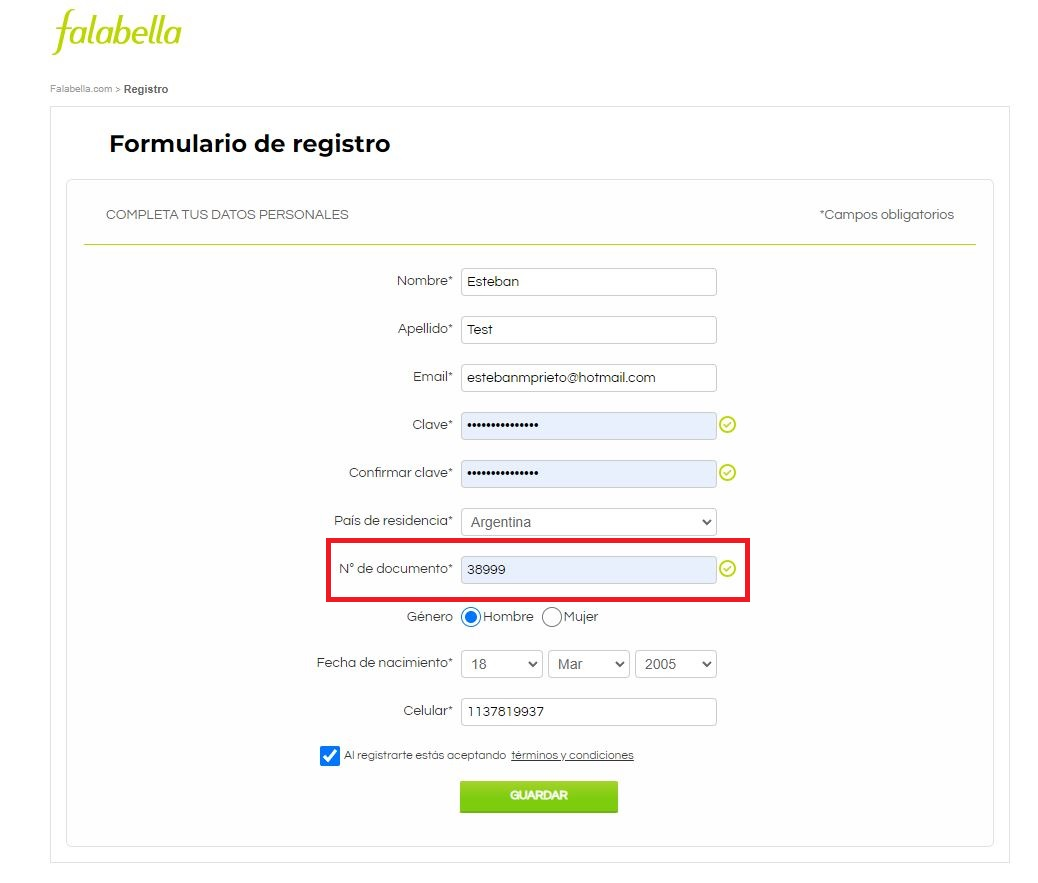 falabella
Falabella.com > Registro
Formulario de registro
COMPLETA TUS DATOS PERSONALES *Campos obligatorios
Nombre* Esteban
Apellido* Test
Email* estebanmprieto@hotmail.com
Clave* •••••••••••••••
Confirmar clave* •••••••••••••••
País de residencia* Argentina
N° de documento* 38999
Género Hombre Mujer
Fecha de nacimiento* 18 Mar 2005
Celular* 1137819937
Al registrarte estás aceptando términos y condiciones
GUARDAR